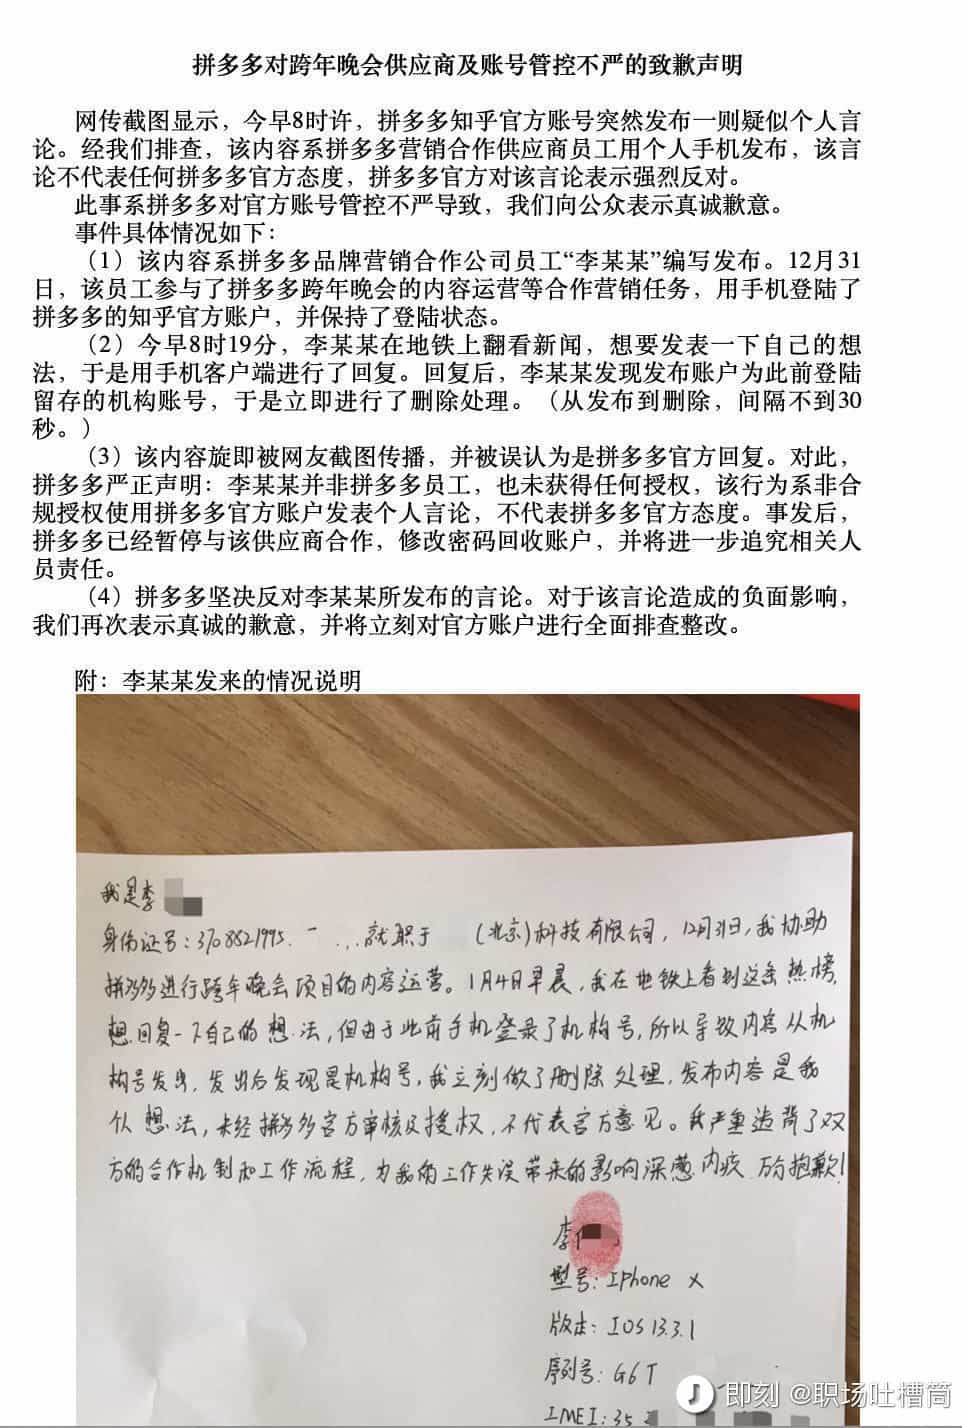 拼多多对跨年晚会供应商及账号管控不严的致歉声明
网传截图显示，今早8时许，拼多多知乎官方账号突然发布一则疑似个人言
论。经我们排查，该内容系拼多多营销合作供应商员工用个人手机发布，该言
论不代表任何拼多多官方态度，拼多多官方对该言论表示强烈反对。
此事系拼多多对官方账号管控不严导致，我们向公众表示真诚歉意。
事件具体情况如下：
（1）该内容系拼多多品牌营销合作公司员工“李某某”编写发布。12月31
日，该员工参与了拼多多跨年晚会的内容运营等合作营销任务，用手机登陆了
拼多多的知乎官方账户，并保持了登陆状态。
（2）今早8时19分，李某某在地铁上翻看新闻，想要发表一下自己的想
法，于是用手机客户端进行了回复。回复后，李某某发现发布账户为此前登陆
留存的机构账号，于是立即进行了删除处理。（从发布到删除，间隔不到30
秒。）
（3）该内容旋即被网友截图传播，并被误认为是拼多多官方回复。对此，
拼多多严正声明：李某某并非拼多多员工，也未获得任何授权，该行为系非合
规授权使用拼多多官方账户发表个人言论，不代表拼多多官方态度。事发后，
拼多多已经暂停与该供应商合作，修改密码回收账户，并将进一步追究相关人
员责任。
（4）拼多多坚决反对李某某所发布的言论。对于该言论造成的负面影响，
我们再次表示真诚的歉意，并将立刻对官方账户进行全面排查整改。
附：李某某发来的情况说明
我是李
身份证号：3708821995. 就职于 （北京）科技有限公司，12月31日，我协助
拼多多进行跨年晚会项目的内容运营。1月4日早晨，我在地铁上看到这条热榜，
想回复一下自己的想法，但由于此前手机登录了机构号，所以导致内容从机
构号发出，发出后发现是机构号，我立刻做了删除处理，发布内容是我
个人想法，未经拼多多官方审核及授权，不代表官方意见。我严重违背了双
方的合作机制和工作流程，为我的工作失误带来的影响深感内疚，万分抱歉！
李
型号：Iphone X
版本：IOS 13.3.1
序列号：G6T
IMEI：35
即刻 @职场吐槽筒